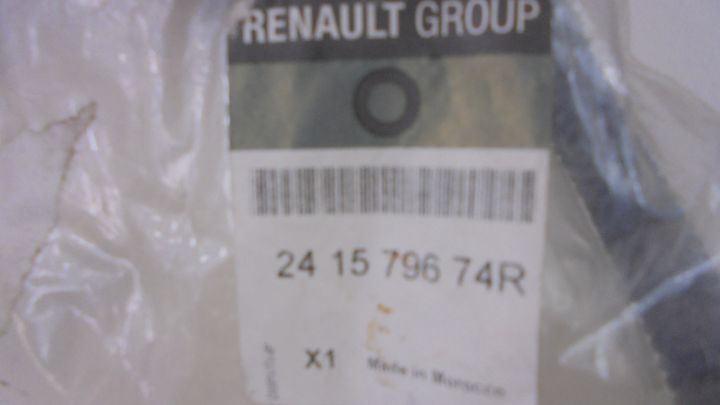 RENAULT GROUP
24 15 796 74R
X1 Made in Morocco